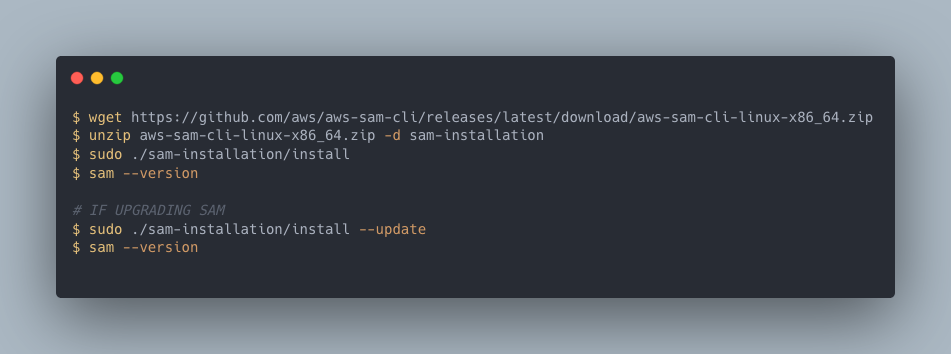 $ wget https://github.com/aws/aws-sam-cli/releases/latest/download/aws-sam-cli-linux-x86_64.zip
$ unzip aws-sam-cli-linux-x86_64.zip -d sam-installation
$ sudo ./sam-installation/install
$ sam --version
# IF UPGRADING SAM
$ sudo ./sam-installation/install --update
$ sam --version